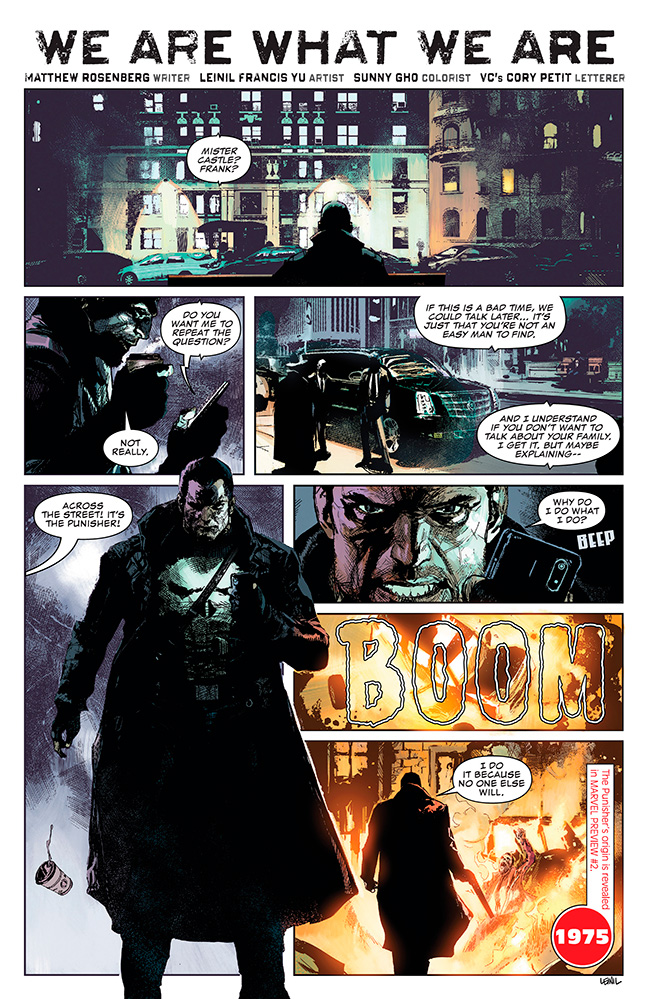 WE ARE WHAT WE ARE
MATTHEW ROSENBERG WRITER LEINIL FRANCIS YU ARTIST SUNNY GHO COLORIST VC's CORY PETIT LETTERER
MISTER
CASTLE?
FRANK?
DO YOU
WANT ME TO
REPEAT THE
QUESTION?
NOT
REALLY.
IF THIS IS A BAD TIME, WE
COULD TALK LATER... IT'S
JUST THAT YOU'RE NOT AN
EASY MAN TO FIND.
AND I UNDERSTAND
IF YOU DON'T WANT TO
TALK ABOUT YOUR FAMILY.
I GET IT. BUT MAYBE
EXPLAINING--
ACROSS
THE STREET! IT'S
THE PUNISHER!
WHY DO
I DO WHAT
I DO?
BEEP
BOOM
I DO
IT BECAUSE
NO ONE ELSE
WILL.
The Punisher's origin is revealed
in MARVEL PREVIEW #2.
1975
LEINIL